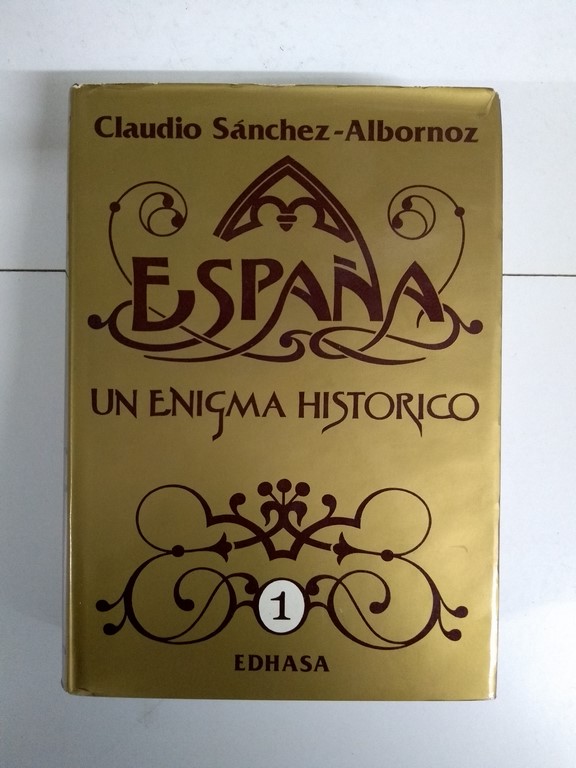 Claudio Sánchez-Albornoz
ESPAÑA
UN ENIGMA HISTORICO
1
EDHASA